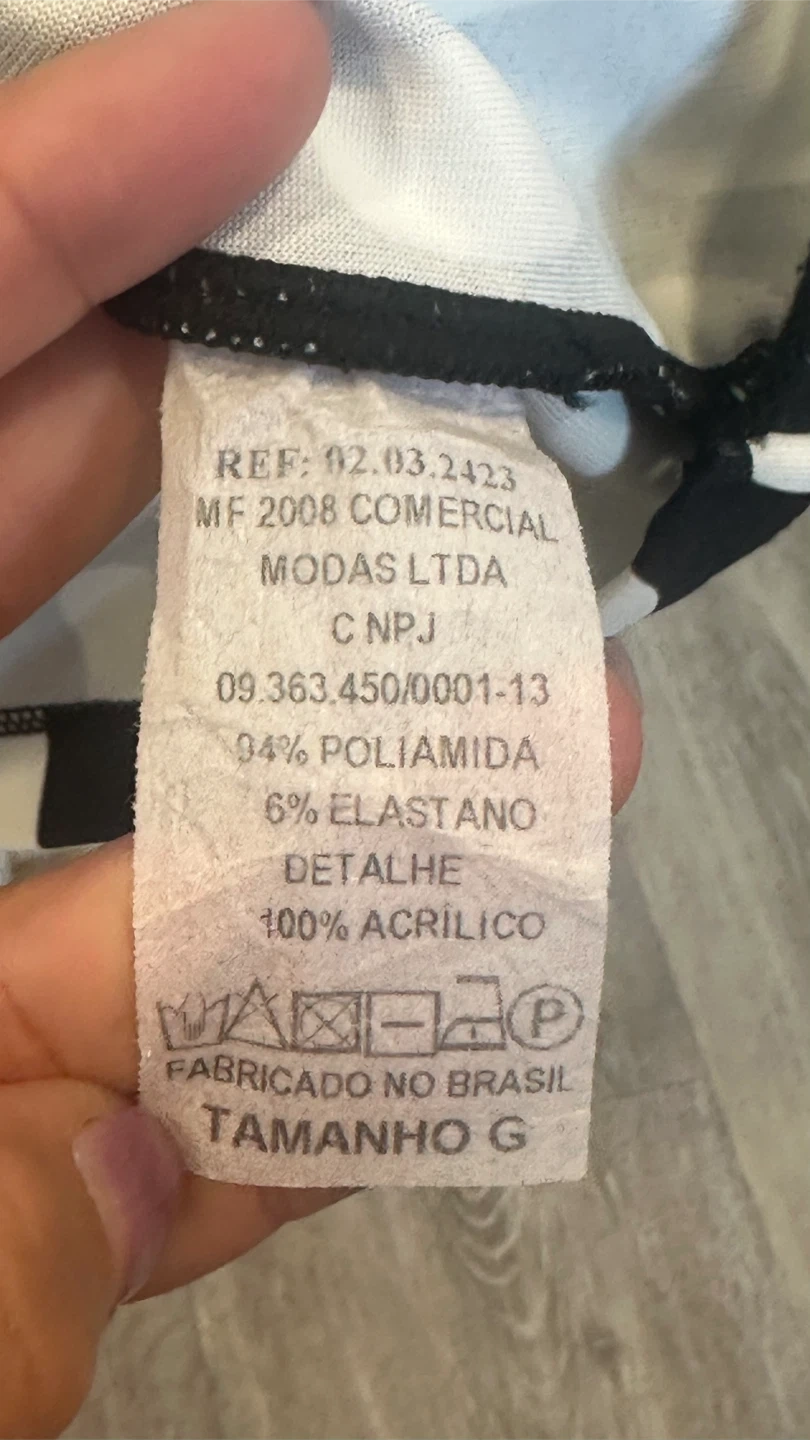 REF: 02.03.2423
MF 2008 COMERCIAL
MODAS LTDA
CNPJ
09.363.450/0001-13
94% POLIAMIDA
6% ELASTANO
DETALHE
100% ACRÍLICO
P
FABRICADO NO BRASIL
TAMANHO G